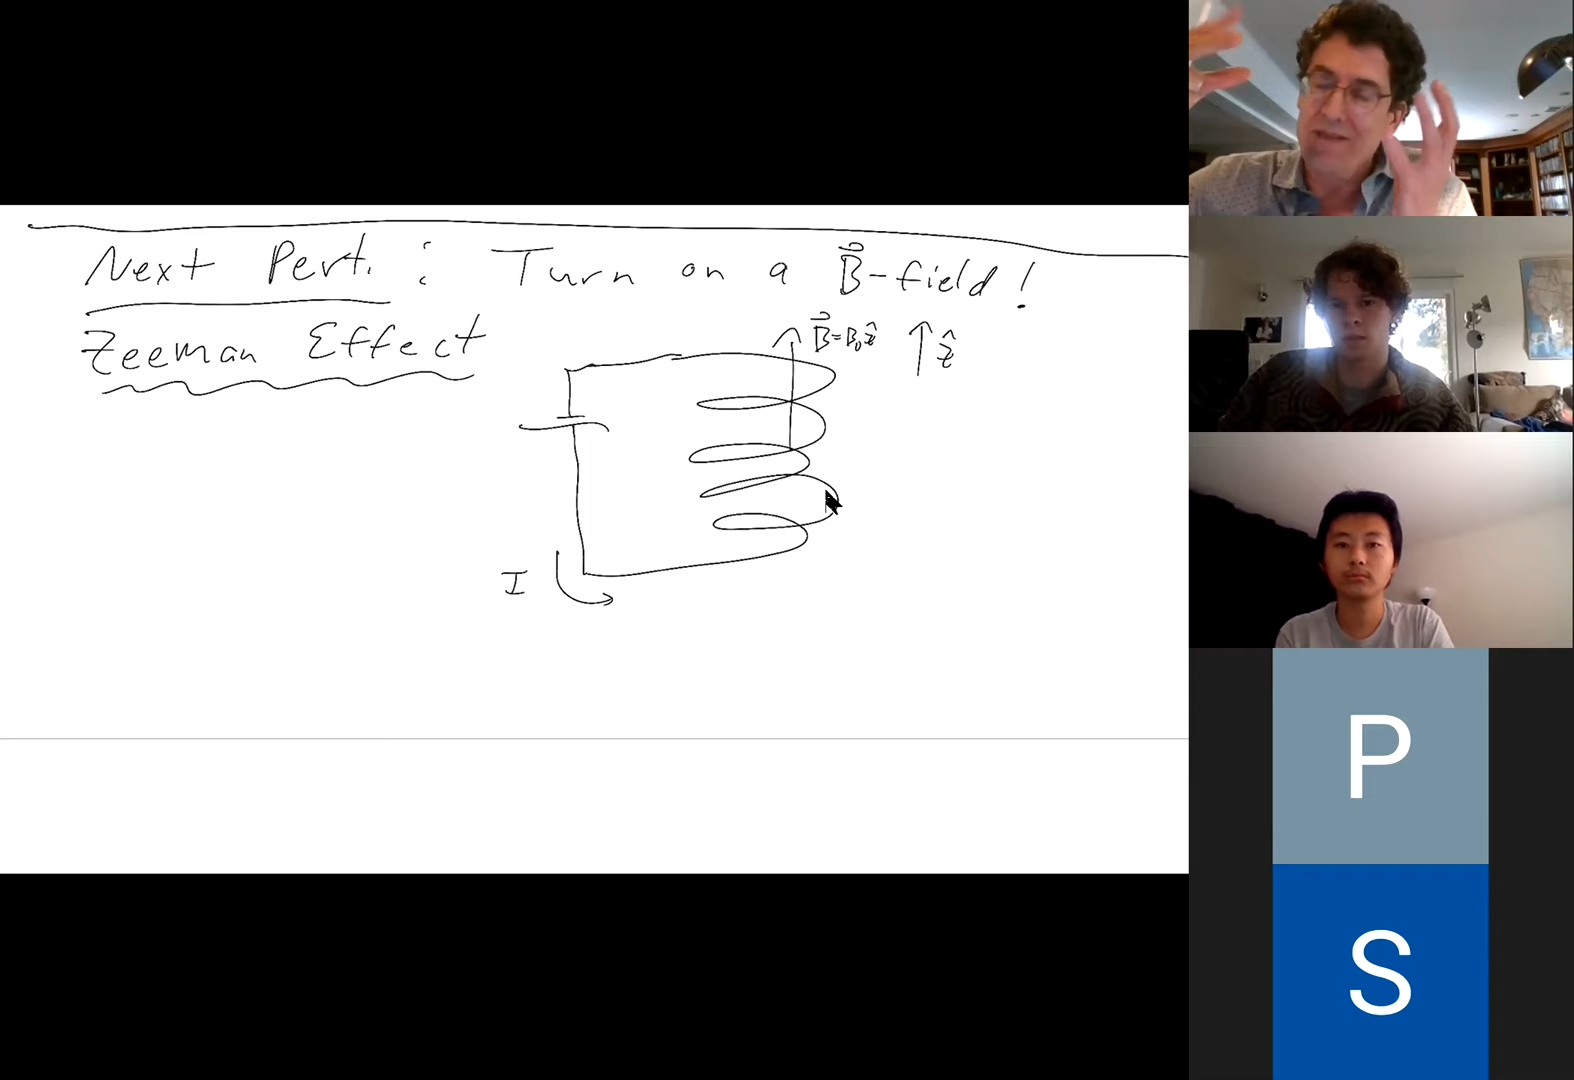 Next Pert. : Turn on a B⃗-field!
Zeeman Effect
B⃗=B₀ẑ
ẑ
I
P
S